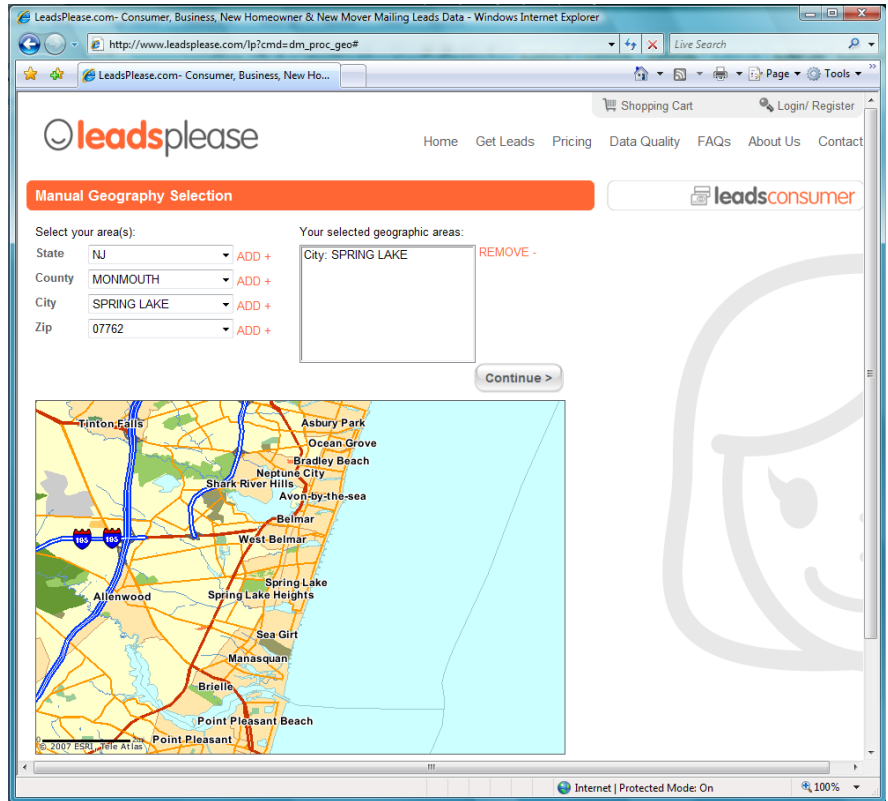 LeadsPlease.com- Consumer, Business, New Homeowner & New Mover Mailing Leads Data - Windows Internet Explorer
http://www.leadsplease.com/lp?cmd=dm_proc_geo#
Live Search
LeadsPlease.com- Consumer, Business, New Ho...
Page
Tools
Shopping Cart
Login/ Register
leadsplease
Home Get Leads Pricing Data Quality FAQs About Us Contact
Manual Geography Selection
leadsconsumer
Select your area(s):
Your selected geographic areas:
State NJ ADD +
City: SPRING LAKE
REMOVE -
County MONMOUTH ADD +
City SPRING LAKE ADD +
Zip 07762 ADD +
Continue >
Tinton Falls
Asbury Park
Ocean Grove
Bradley Beach
Neptune City
Shark River Hills
Avon-by-the-sea
Belmar
195 195
West Belmar
Spring Lake
Allenwood
Spring Lake Heights
Sea Girt
Manasquan
Brielle
Point Pleasant Beach
Point Pleasant
0 2mi
© 2007 ESRI, Tele Atlas
Internet | Protected Mode: On
100%